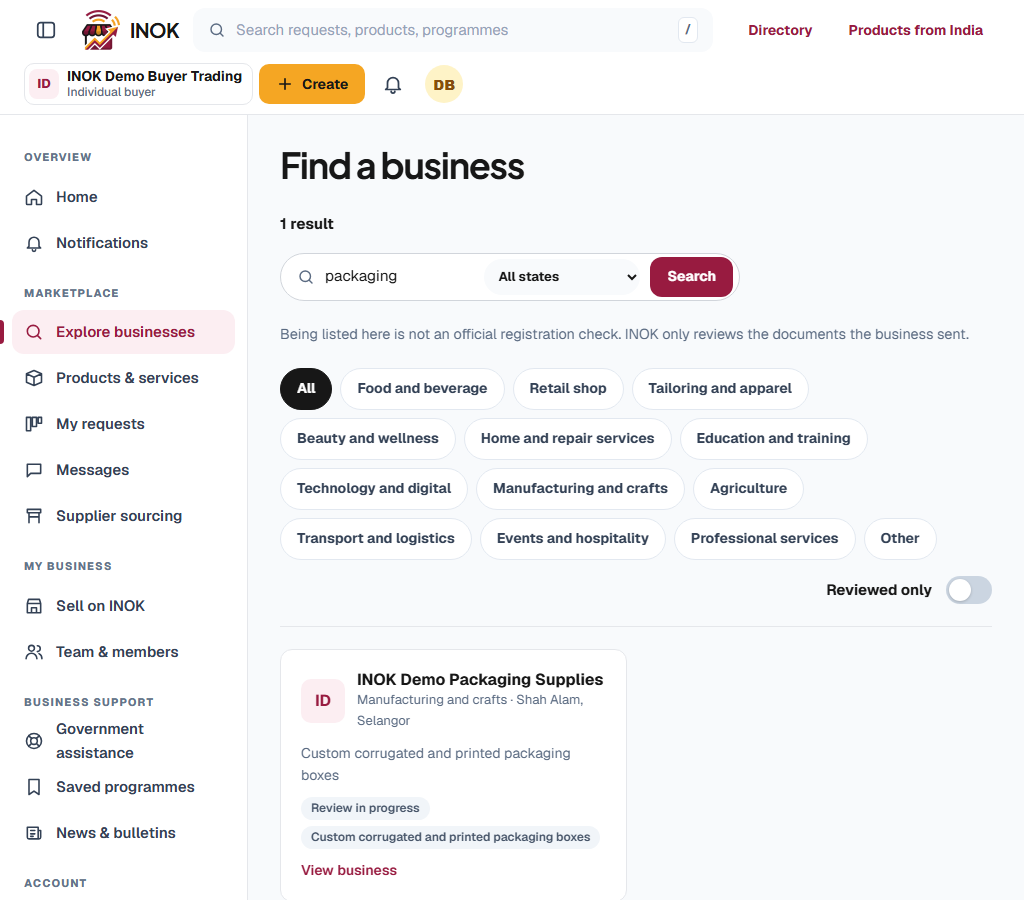 INOK
Search requests, products, programmes
/
Directory
Products from India
ID
INOK Demo Buyer Trading
Individual buyer
Create
DB
OVERVIEW
Home
Notifications
MARKETPLACE
Explore businesses
Products & services
My requests
Messages
Supplier sourcing
MY BUSINESS
Sell on INOK
Team & members
BUSINESS SUPPORT
Government
assistance
Saved programmes
News & bulletins
ACCOUNT
Find a business
1 result
packaging
All states
Search
Being listed here is not an official registration check. INOK only reviews the documents the business sent.
All
Food and beverage
Retail shop
Tailoring and apparel
Beauty and wellness
Home and repair services
Education and training
Technology and digital
Manufacturing and crafts
Agriculture
Transport and logistics
Events and hospitality
Professional services
Other
Reviewed only
ID
INOK Demo Packaging Supplies
Manufacturing and crafts · Shah Alam,
Selangor
Custom corrugated and printed packaging
boxes
Review in progress
Custom corrugated and printed packaging boxes
View business